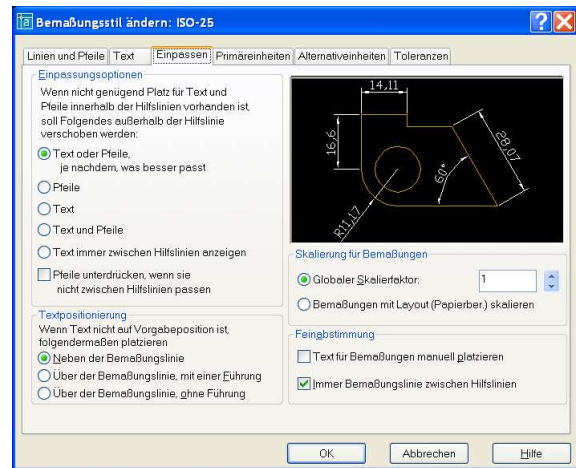 Bemaßungsstil ändern: ISO-25
Linien und Pfeile
Text
Einpassen
Primäreinheiten
Alternativeinheiten
Toleranzen
Einpassungsoptionen
Wenn nicht genügend Platz für Text und
Pfeile innerhalb der Hilfslinien vorhanden ist,
soll Folgendes außerhalb der Hilfslinie
verschoben werden:
Text oder Pfeile,
je nachdem, was besser passt
Pfeile
Text
Text und Pfeile
Text immer zwischen Hilfslinien anzeigen
Pfeile unterdrücken, wenn sie
nicht zwischen Hilfslinien passen
Textpositionierung
Wenn Text nicht auf Vorgabeposition ist,
folgendermaßen platzieren
Neben der Bemaßungslinie
Über der Bemaßungslinie, mit einer Führung
Über der Bemaßungslinie, ohne Führung
14,11
16,6
28,07
60°
R11,17
Skalierung für Bemaßungen
Globaler Skalierfaktor:
1
Bemaßungen mit Layout (Papierber.) skalieren
Feinabstimmung
Text für Bemaßungen manuell platzieren
Immer Bemaßungslinie zwischen Hilfslinien
OK
Abbrechen
Hilfe